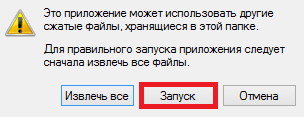 Это приложение может использовать другие
сжатые файлы, хранящиеся в этой папке.
Для правильного запуска приложения следует
сначала извлечь все файлы.
Извлечь все
Запуск
Отмена